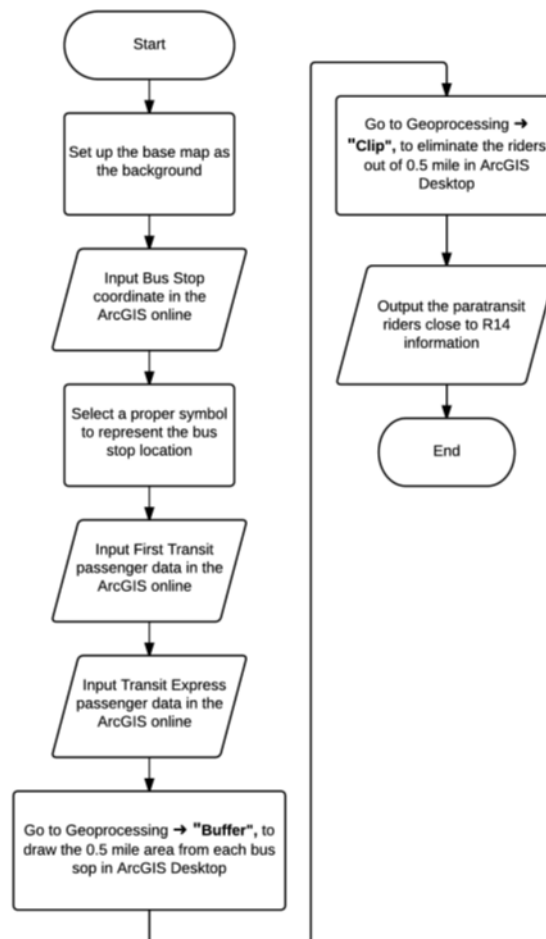 Start
Set up the base map as
the background
Input Bus Stop
coordinate in the
ArcGIS online
Select a proper symbol
to represent the bus
stop location
Input First Transit
passenger data in the
ArcGIS online
Input Transit Express
passenger data in the
ArcGIS online
Go to Geoprocessing → "Buffer", to
draw the 0.5 mile area from each bus
sop in ArcGIS Desktop
Go to Geoprocessing →
"Clip", to eliminate the riders
out of 0.5 mile in ArcGIS
Desktop
Output the paratransit
riders close to R14
information
End